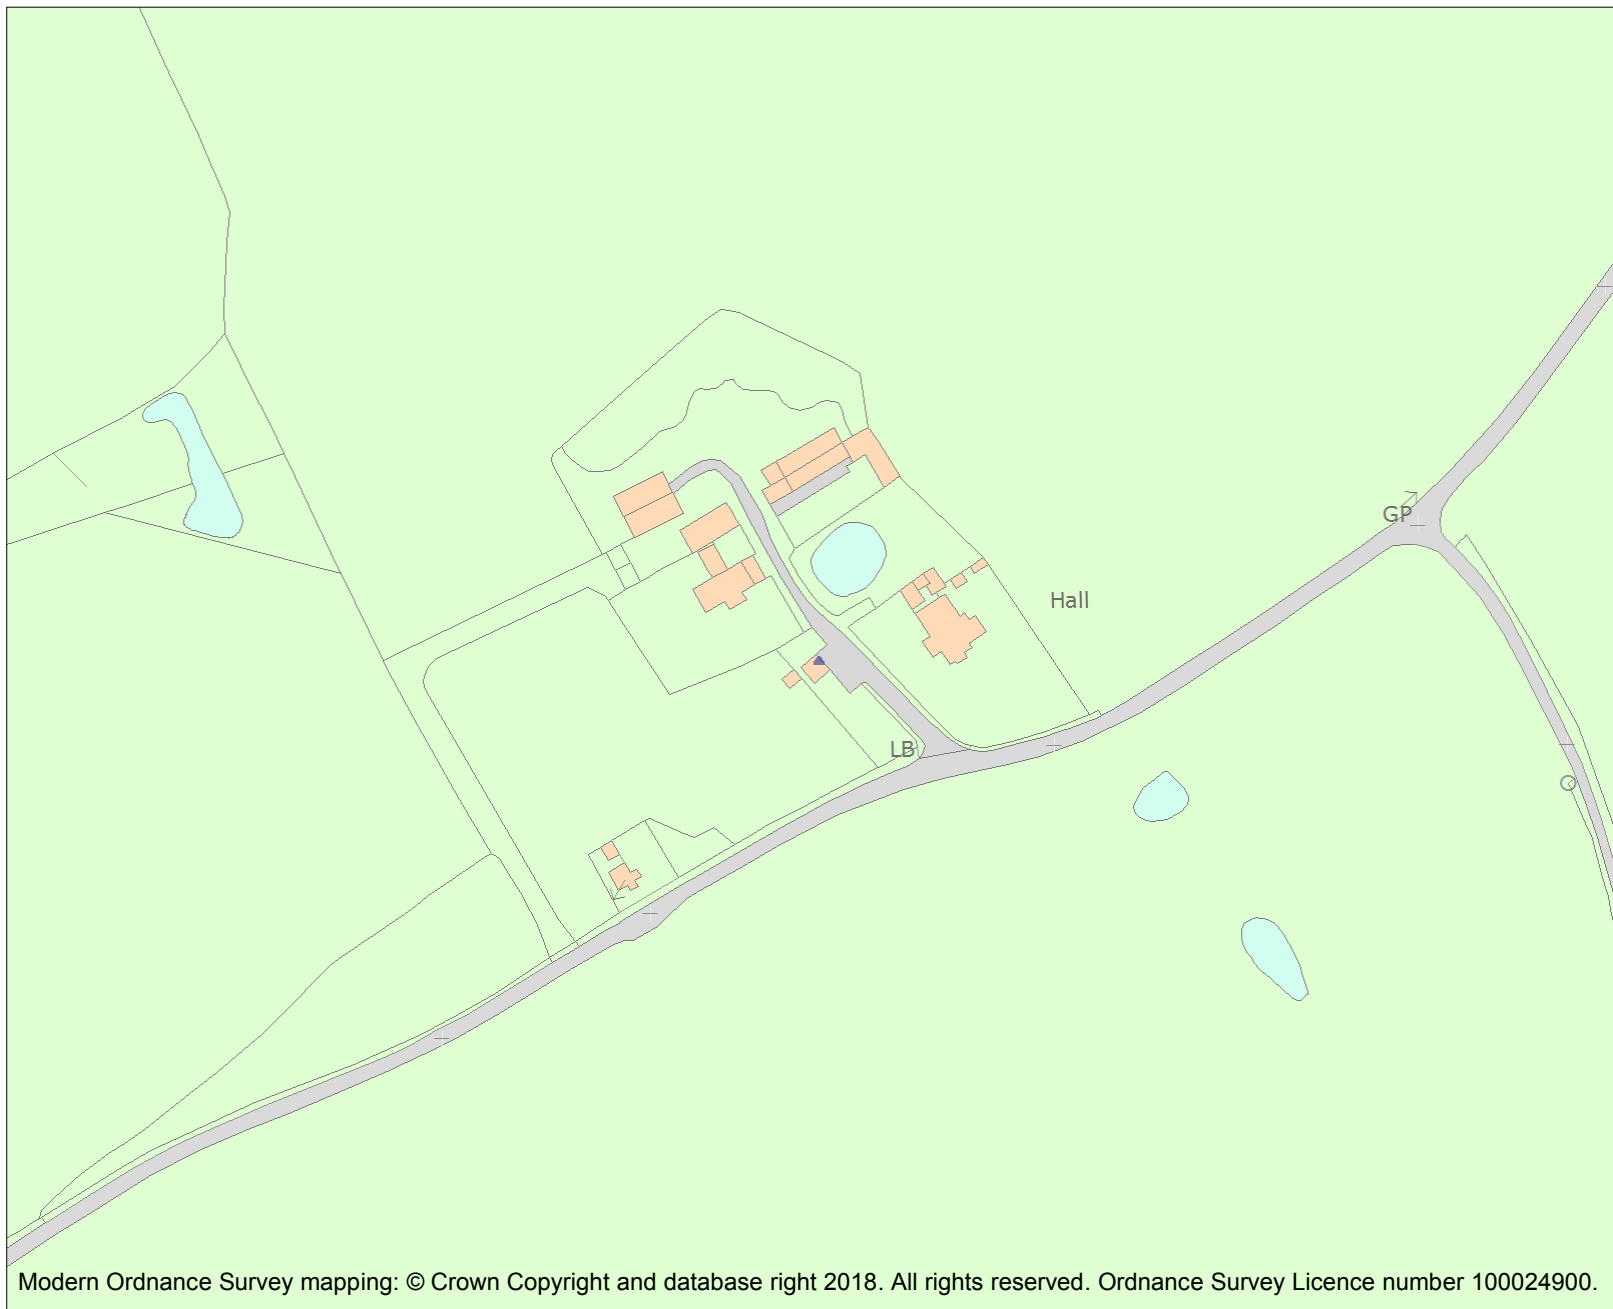 GP
Hall
LB
Modern Ordnance Survey mapping: © Crown Copyright and database right 2018. All rights reserved. Ordnance Survey Licence number 100024900.